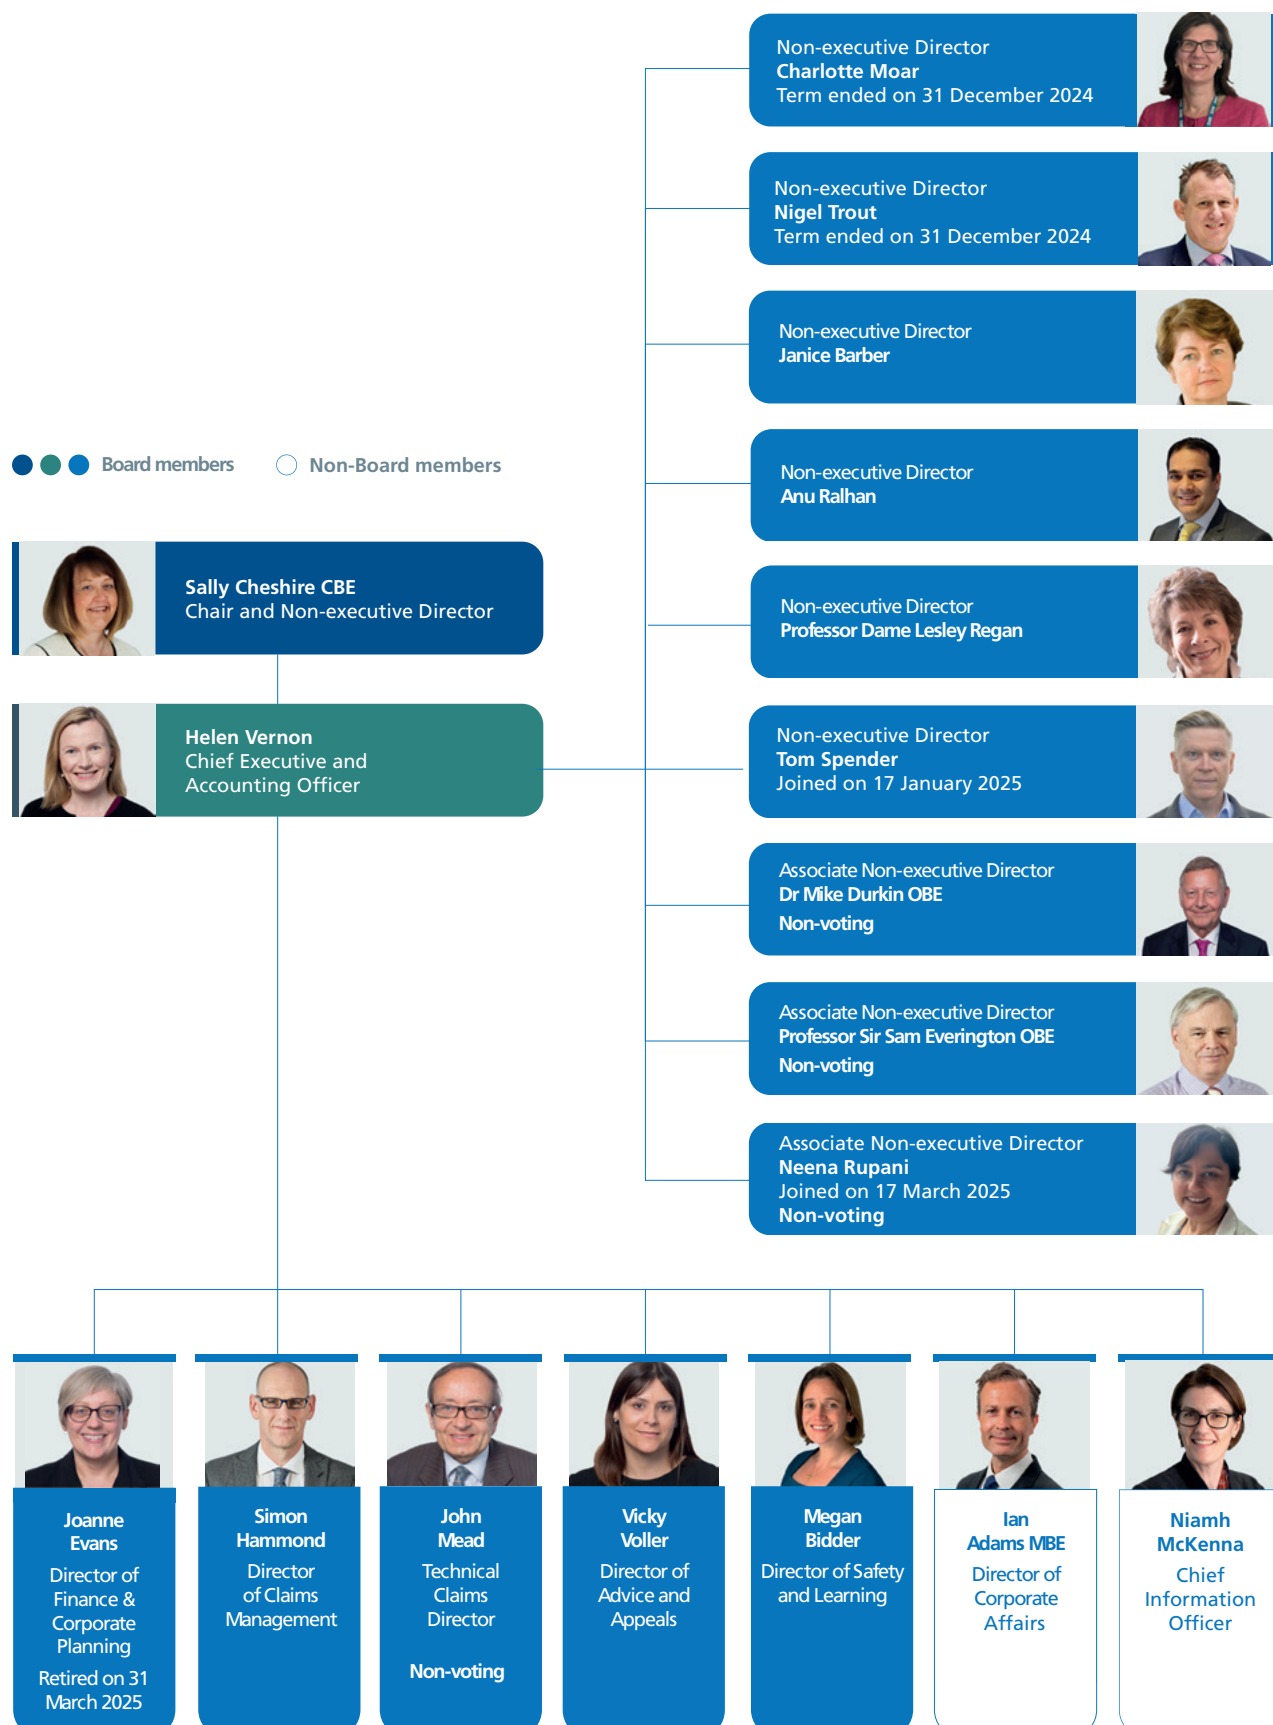 Non-executive Director
Charlotte Moar
Term ended on 31 December 2024
Non-executive Director
Nigel Trout
Term ended on 31 December 2024
Non-executive Director
Janice Barber
Board members
Non-Board members
Non-executive Director
Anu Ralhan
Sally Cheshire CBE
Chair and Non-executive Director
Non-executive Director
Professor Dame Lesley Regan
Helen Vernon
Chief Executive and
Accounting Officer
Non-executive Director
Tom Spender
Joined on 17 January 2025
Associate Non-executive Director
Dr Mike Durkin OBE
Non-voting
Associate Non-executive Director
Professor Sir Sam Everington OBE
Non-voting
Associate Non-executive Director
Neena Rupani
Joined on 17 March 2025
Non-voting
Joanne
Evans
Director of
Finance &
Corporate
Planning
Retired on 31
March 2025
Simon
Hammond
Director
of Claims
Management
John
Mead
Technical
Claims
Director
Non-voting
Vicky
Voller
Director of
Advice and
Appeals
Megan
Bidder
Director of Safety
and Learning
Ian
Adams MBE
Director of
Corporate
Affairs
Niamh
McKenna
Chief
Information
Officer